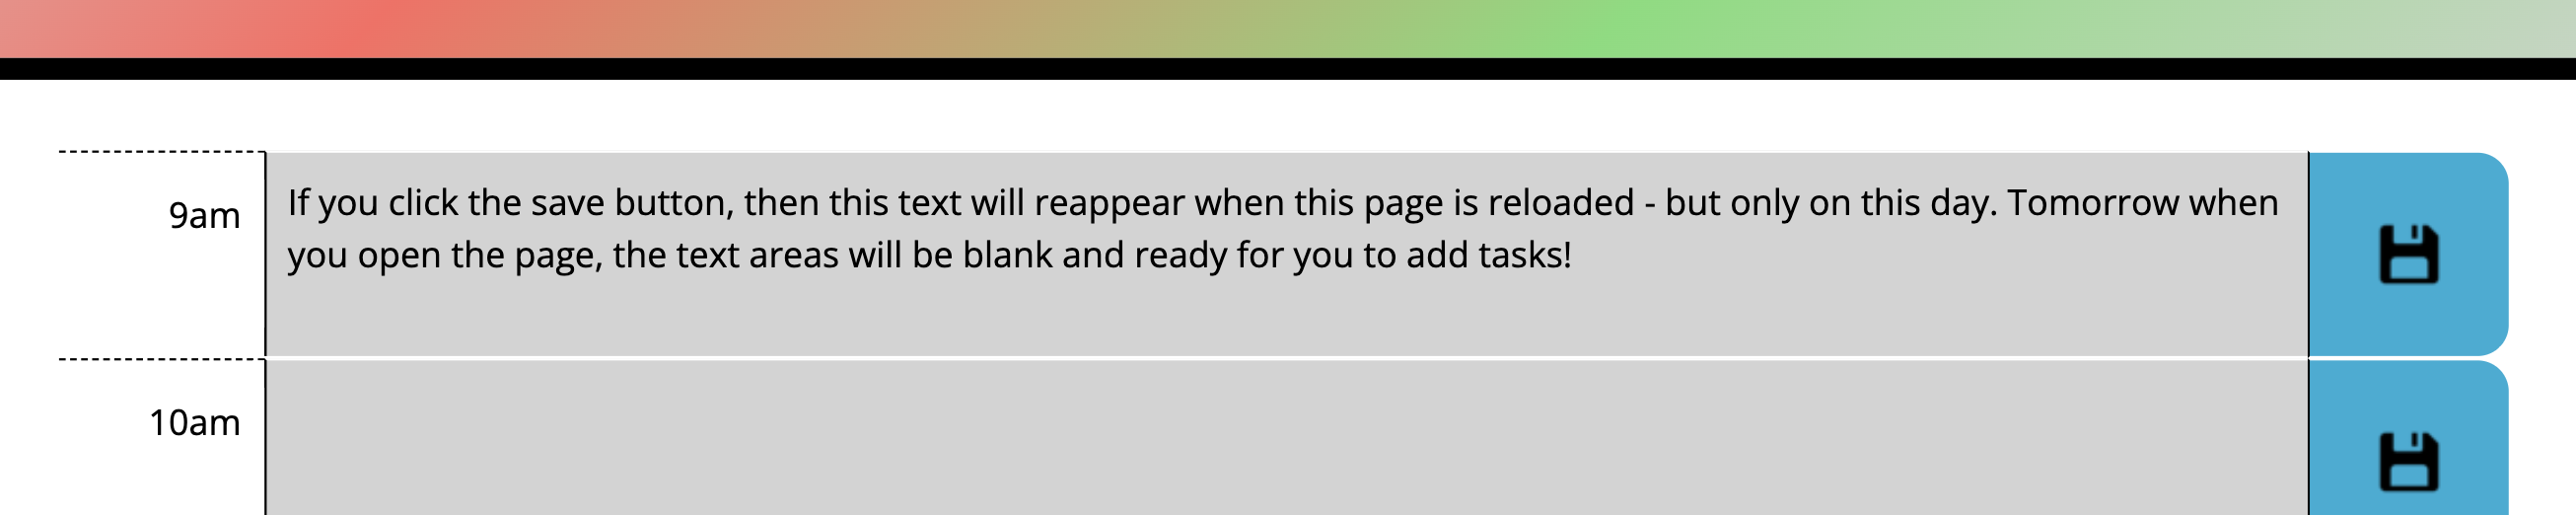 9am
If you click the save button, then this text will reappear when this page is reloaded - but only on this day. Tomorrow when
you open the page, the text areas will be blank and ready for you to add tasks!
10am